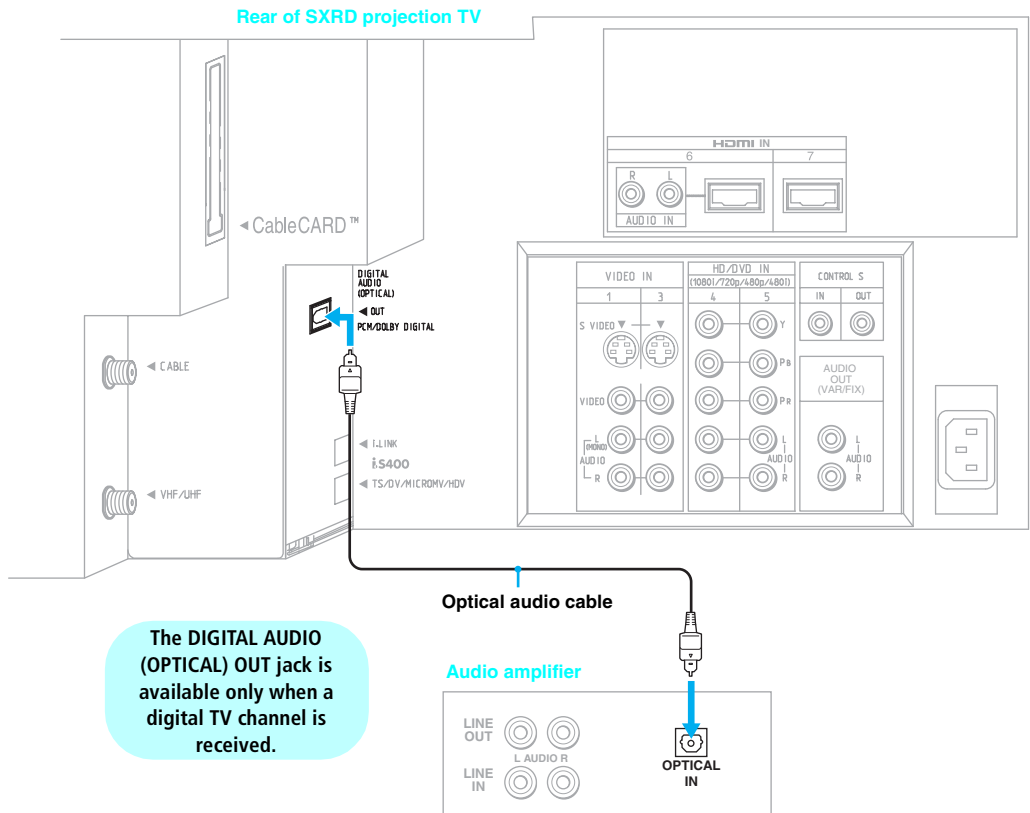 Rear of SXRD projection TV
HDMI IN
6 7
R L
AUDIO IN
◄ CableCARD™
DIGITAL
AUDIO
(OPTICAL)
◄ OUT
PCM/DOLBY DIGITAL
VIDEO IN
1 3
HD/DVD IN
(1080I/720p/480p/480I)
4 5
CONTROL S
IN OUT
S VIDEO ▼ ▼
Y
PB
PR
VIDEO
L
(MONO)
AUDIO
R
L
AUDIO
R
AUDIO
OUT
(VAR/FIX)
L
AUDIO
R
◄ CABLE
◄ I.LINK
i.S400
◄ TS/DV/MICROMV/HDV
◄ VHF/UHF
Optical audio cable
The DIGITAL AUDIO
(OPTICAL) OUT jack is
available only when a
digital TV channel is
received.
Audio amplifier
LINE
OUT
L AUDIO R
LINE
IN
OPTICAL
IN